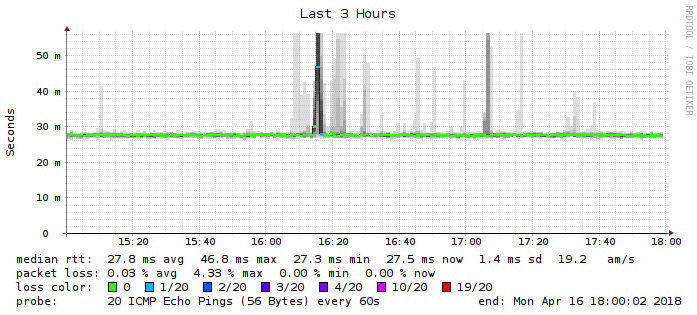 Last 3 Hours
RRDTOOL / TOBI OETIKER
Seconds
50 m
40 m
30 m
20 m
10 m
0
15:20 15:40 16:00 16:20 16:40 17:00 17:20 17:40 18:00
median rtt: 27.8 ms avg 46.8 ms max 27.3 ms min 27.5 ms now 1.4 ms sd 19.2 am/s
packet loss: 0.03 % avg 4.33 % max 0.00 % min 0.00 % now
loss color: 0 1/20 2/20 3/20 4/20 10/20 19/20
probe: 20 ICMP Echo Pings (56 Bytes) every 60s end: Mon Apr 16 18:00:02 2018